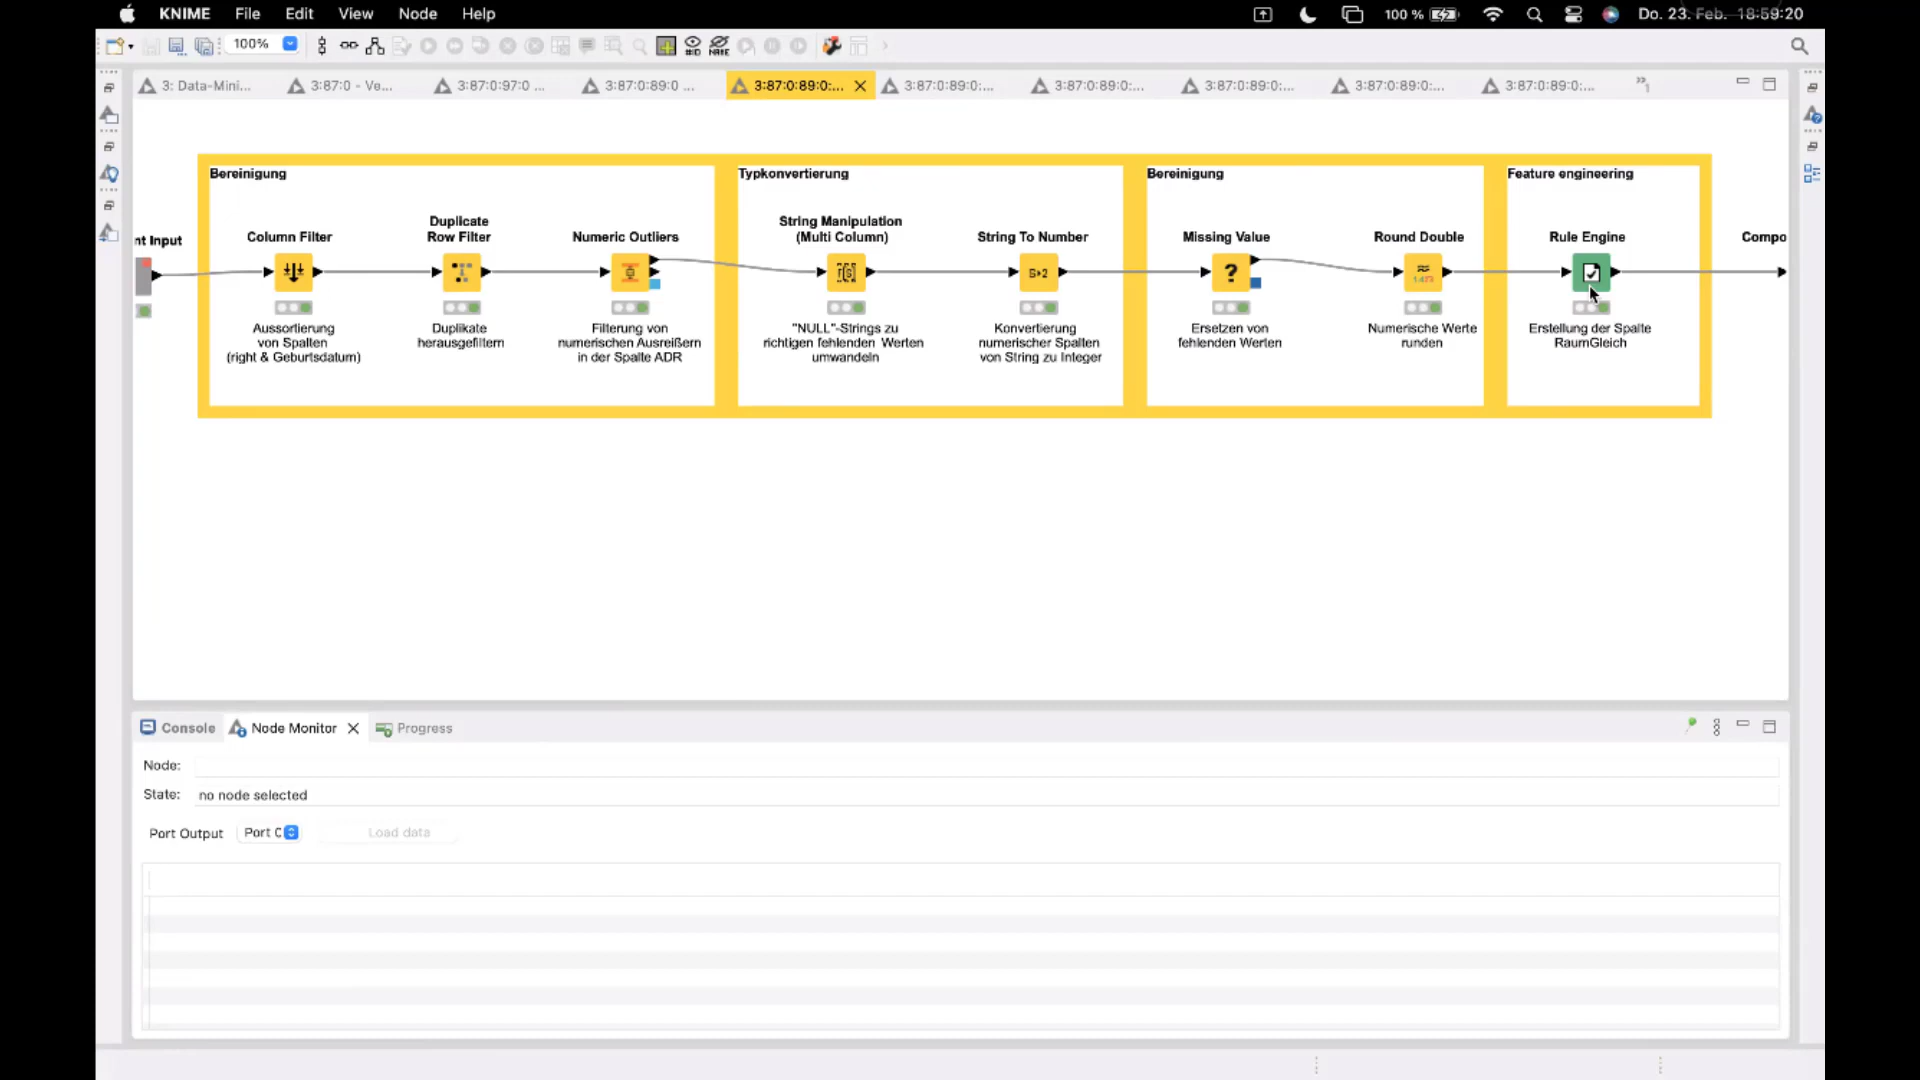 KNIME File Edit View Node Help 100 % Do. 23. Feb. 18:59:20
100%
3: Data-Mini... 3:87:0 - Ve... 3:87:0:97:0 ... 3:87:0:89:0 ... 3:87:0:89:0:... 3:87:0:89:0:... 3:87:0:89:0:... 3:87:0:89:0:... 3:87:0:89:0:... 3:87:0:89:0:... 1
Bereinigung
nt Input
Column Filter
Aussortierung
von Spalten
(right & Geburtsdatum)
Duplicate
Row Filter
Duplikate
herausgefiltern
Numeric Outliers
Filterung von
numerischen Ausreißern
in der Spalte ADR
Typkonvertierung
String Manipulation
(Multi Column)
"NULL"-Strings zu
richtigen fehlenden Werten
umwandeln
String To Number
S▸2
Konvertierung
numerischer Spalten
von String zu Integer
Bereinigung
Missing Value
?
Ersetzen von
fehlenden Werten
Round Double
Numerische Werte
runden
Feature engineering
Rule Engine
Erstellung der Spalte
RaumGleich
Compo
Console Node Monitor Progress
Node:
State: no node selected
Port Output Port 0 Load data